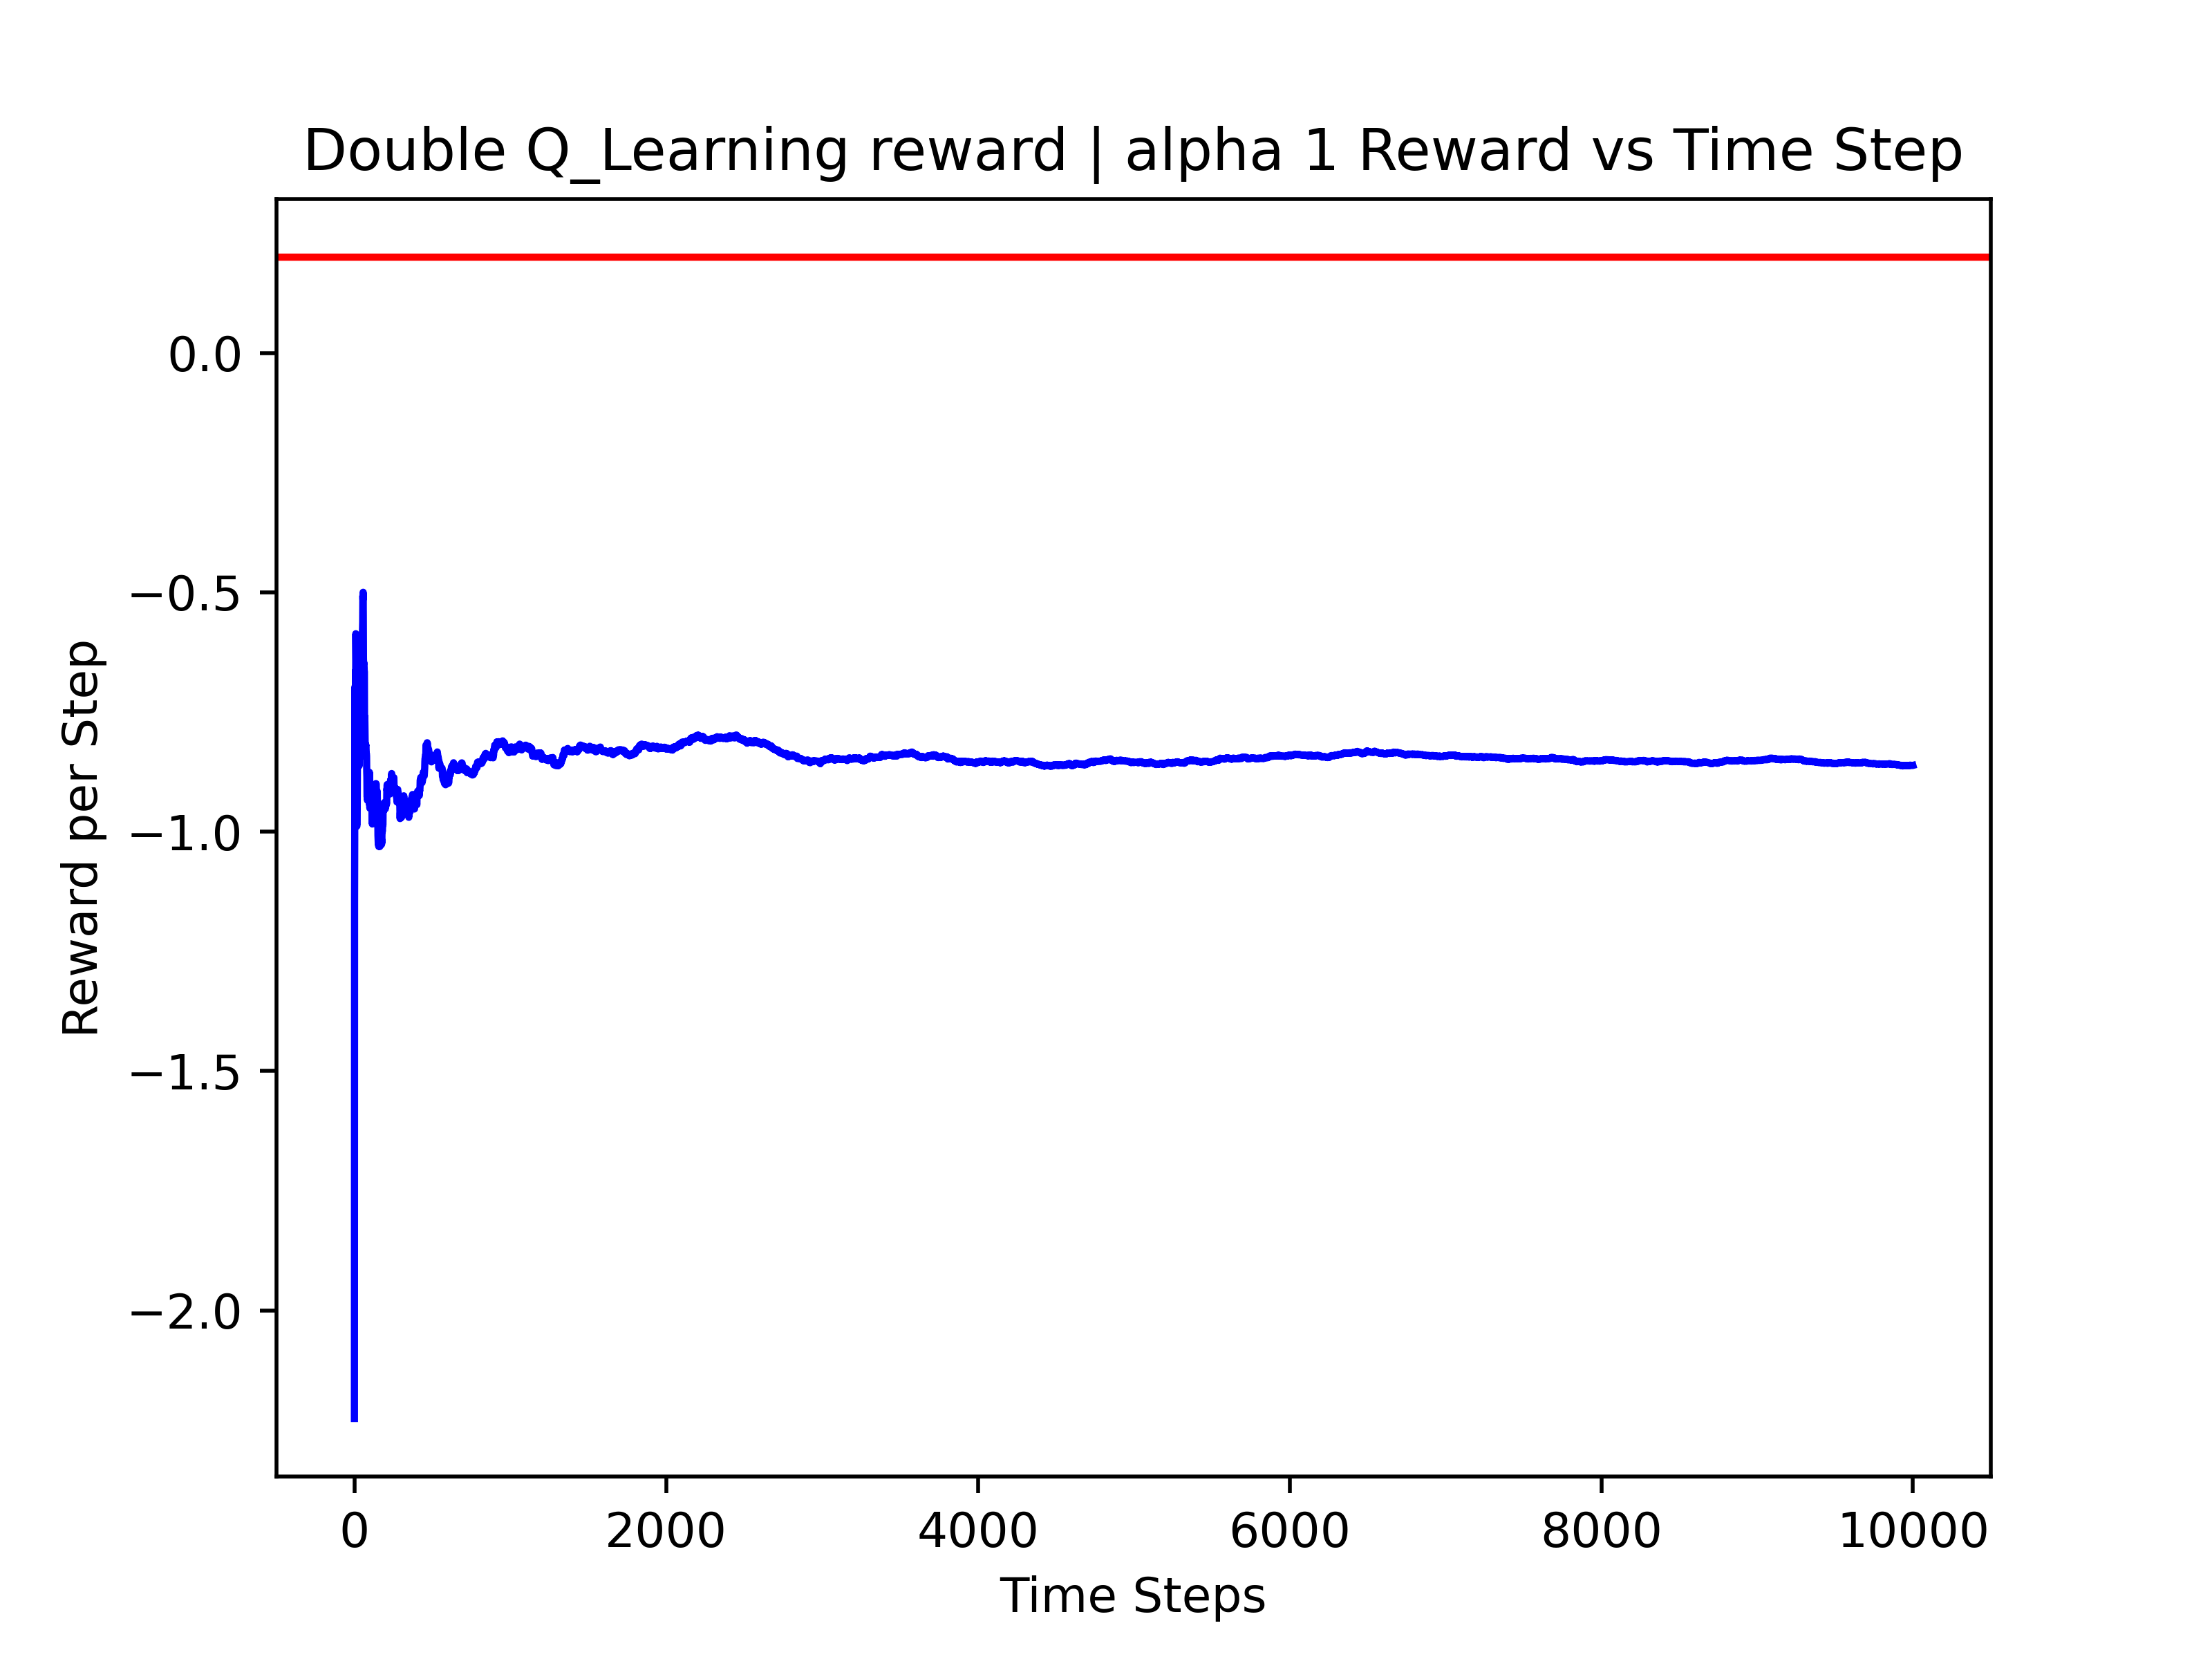 Double Q_Learning reward | alpha 1 Reward vs Time Step
0.0
−0.5
−1.0
−1.5
−2.0
Reward per Step
0 2000 4000 6000 8000 10000
Time Steps